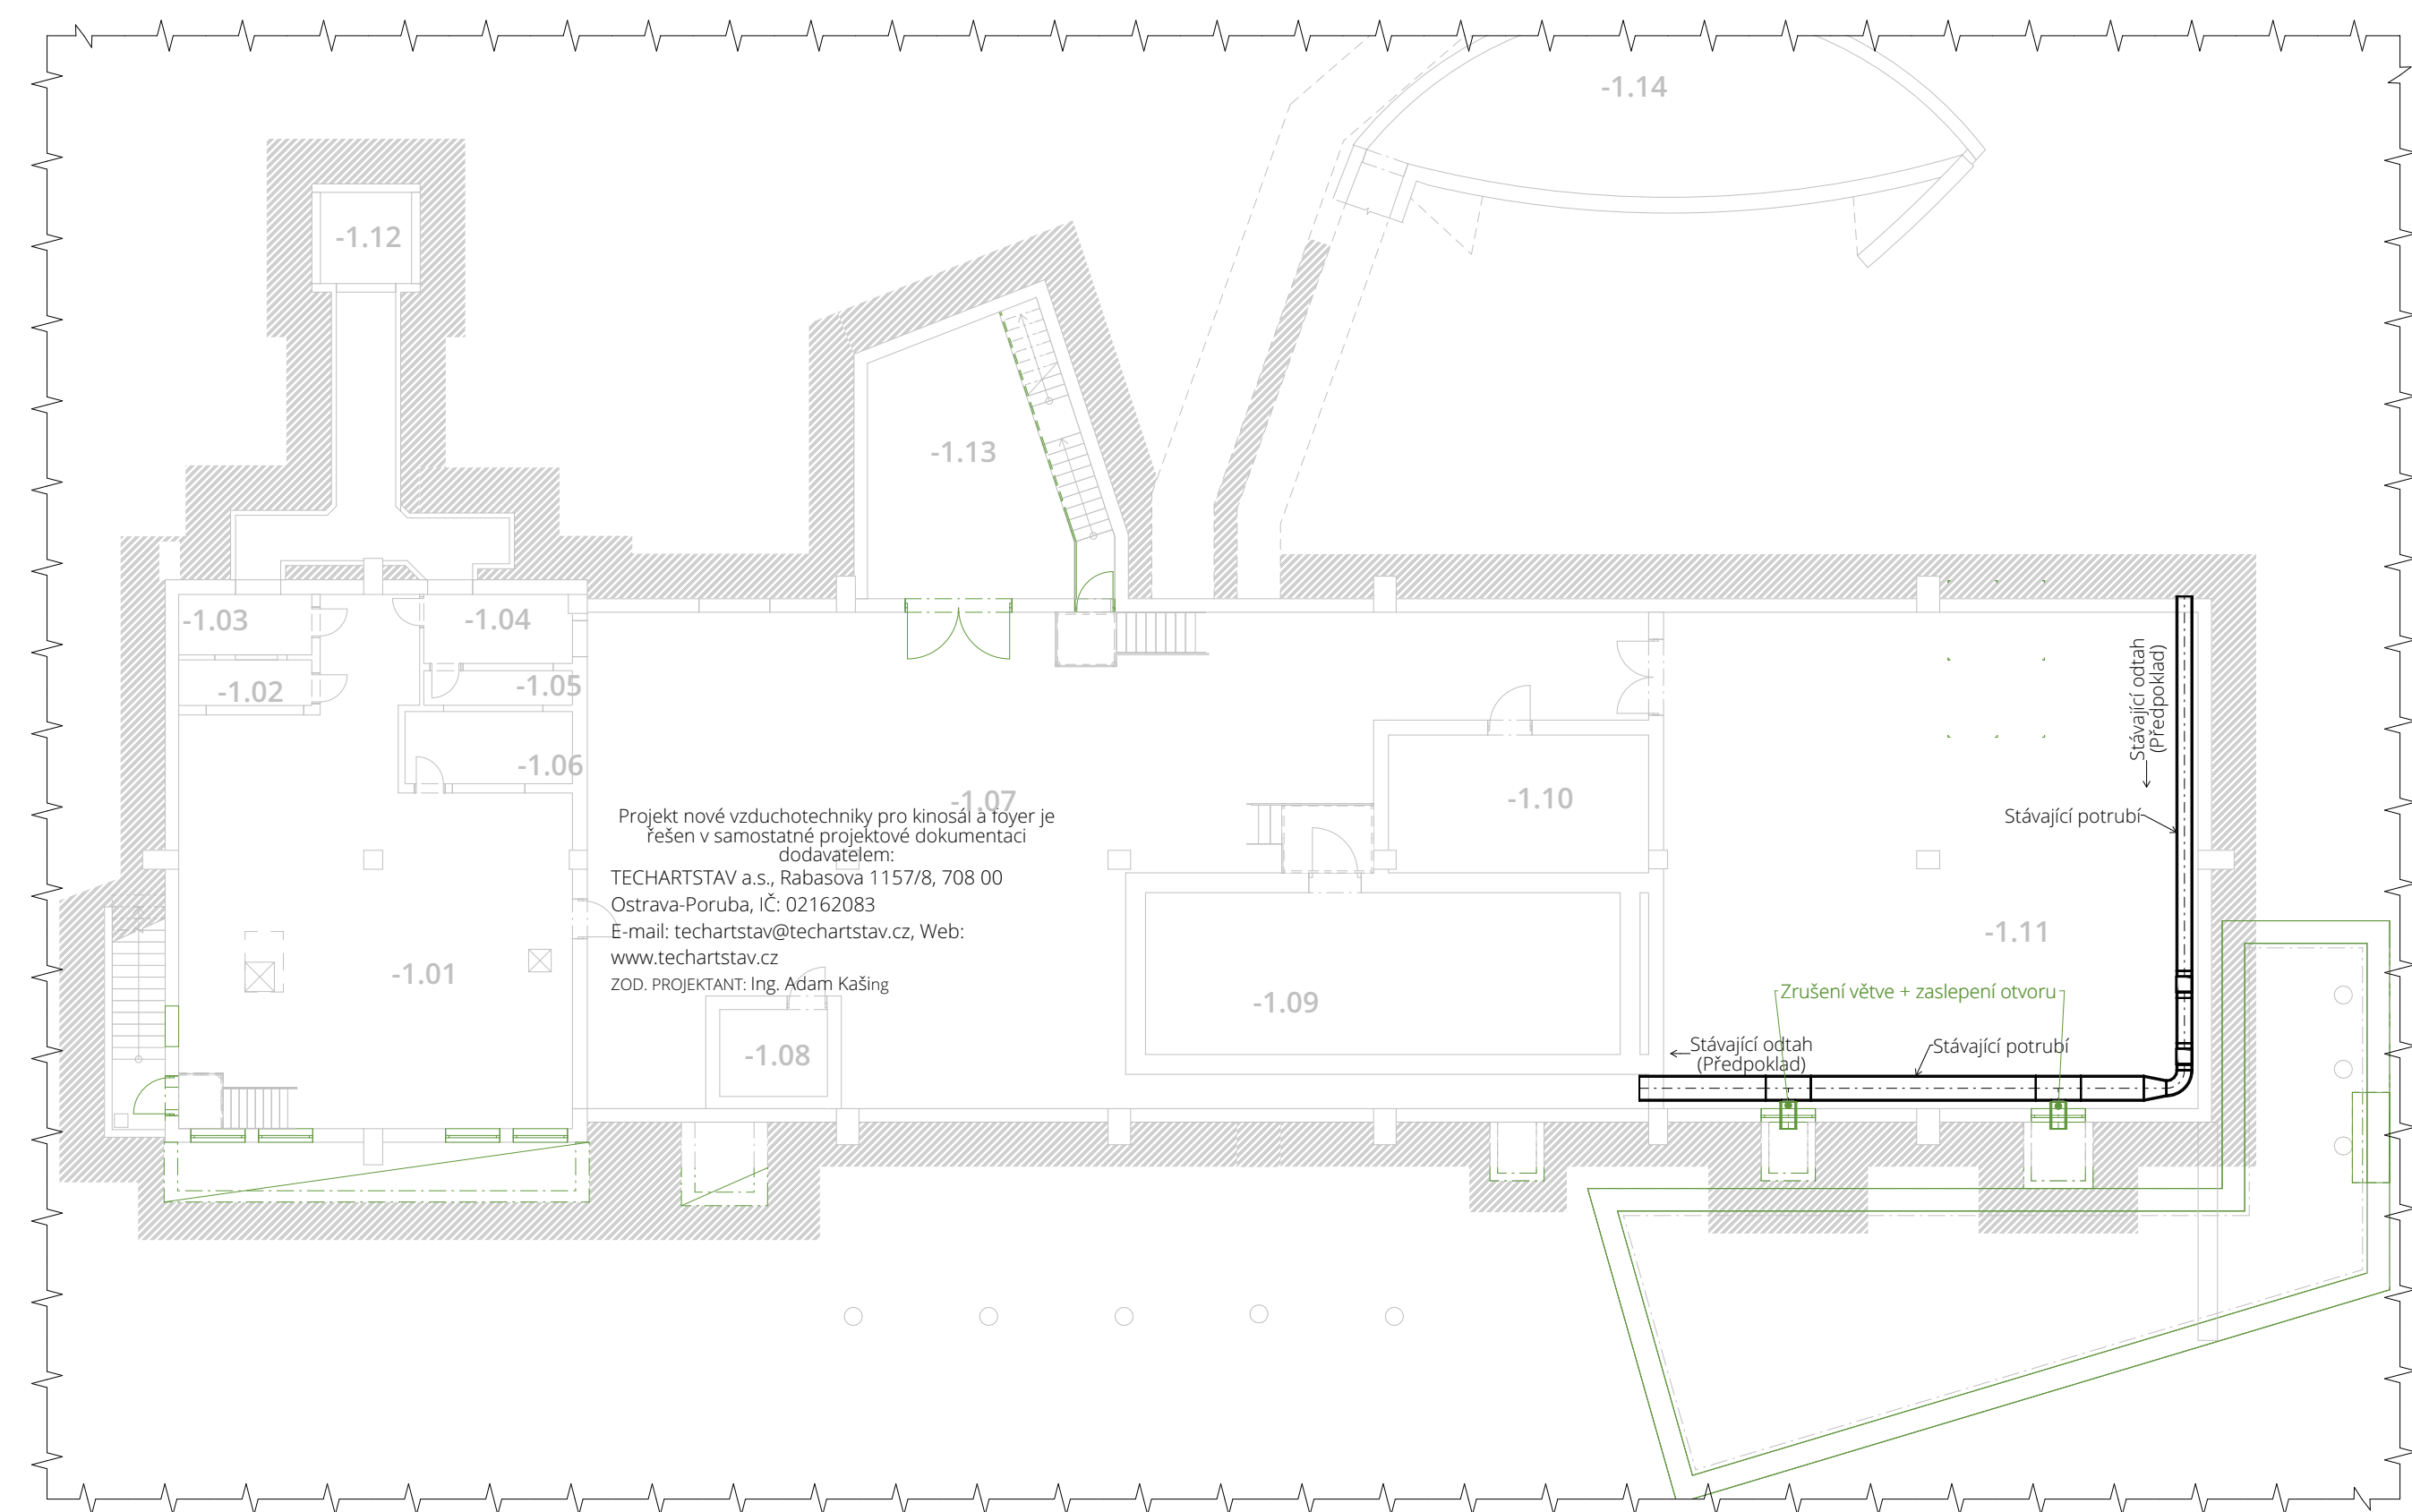 -1.14
-1.12
-1.13
-1.03
-1.04
-1.02
-1.05
-1.06
-1.07
-1.10
Projekt nové vzduchotechniky pro kinosál a foyer je
řešen v samostatné projektové dokumentaci
dodavatelem:
TECHARTSTAV a.s., Rabasova 1157/8, 708 00
Ostrava-Poruba, IČ: 02162083
E-mail: techartstav@techartstav.cz, Web:
www.techartstav.cz
ZOD. PROJEKTANT: Ing. Adam Kašing
Stávající odtah
(Předpoklad)
Stávající potrubí
-1.11
-1.01
-1.09
-1.08
Zrušení větve + zaslepení otvoru
Stávající odtah
(Předpoklad)
Stávající potrubí